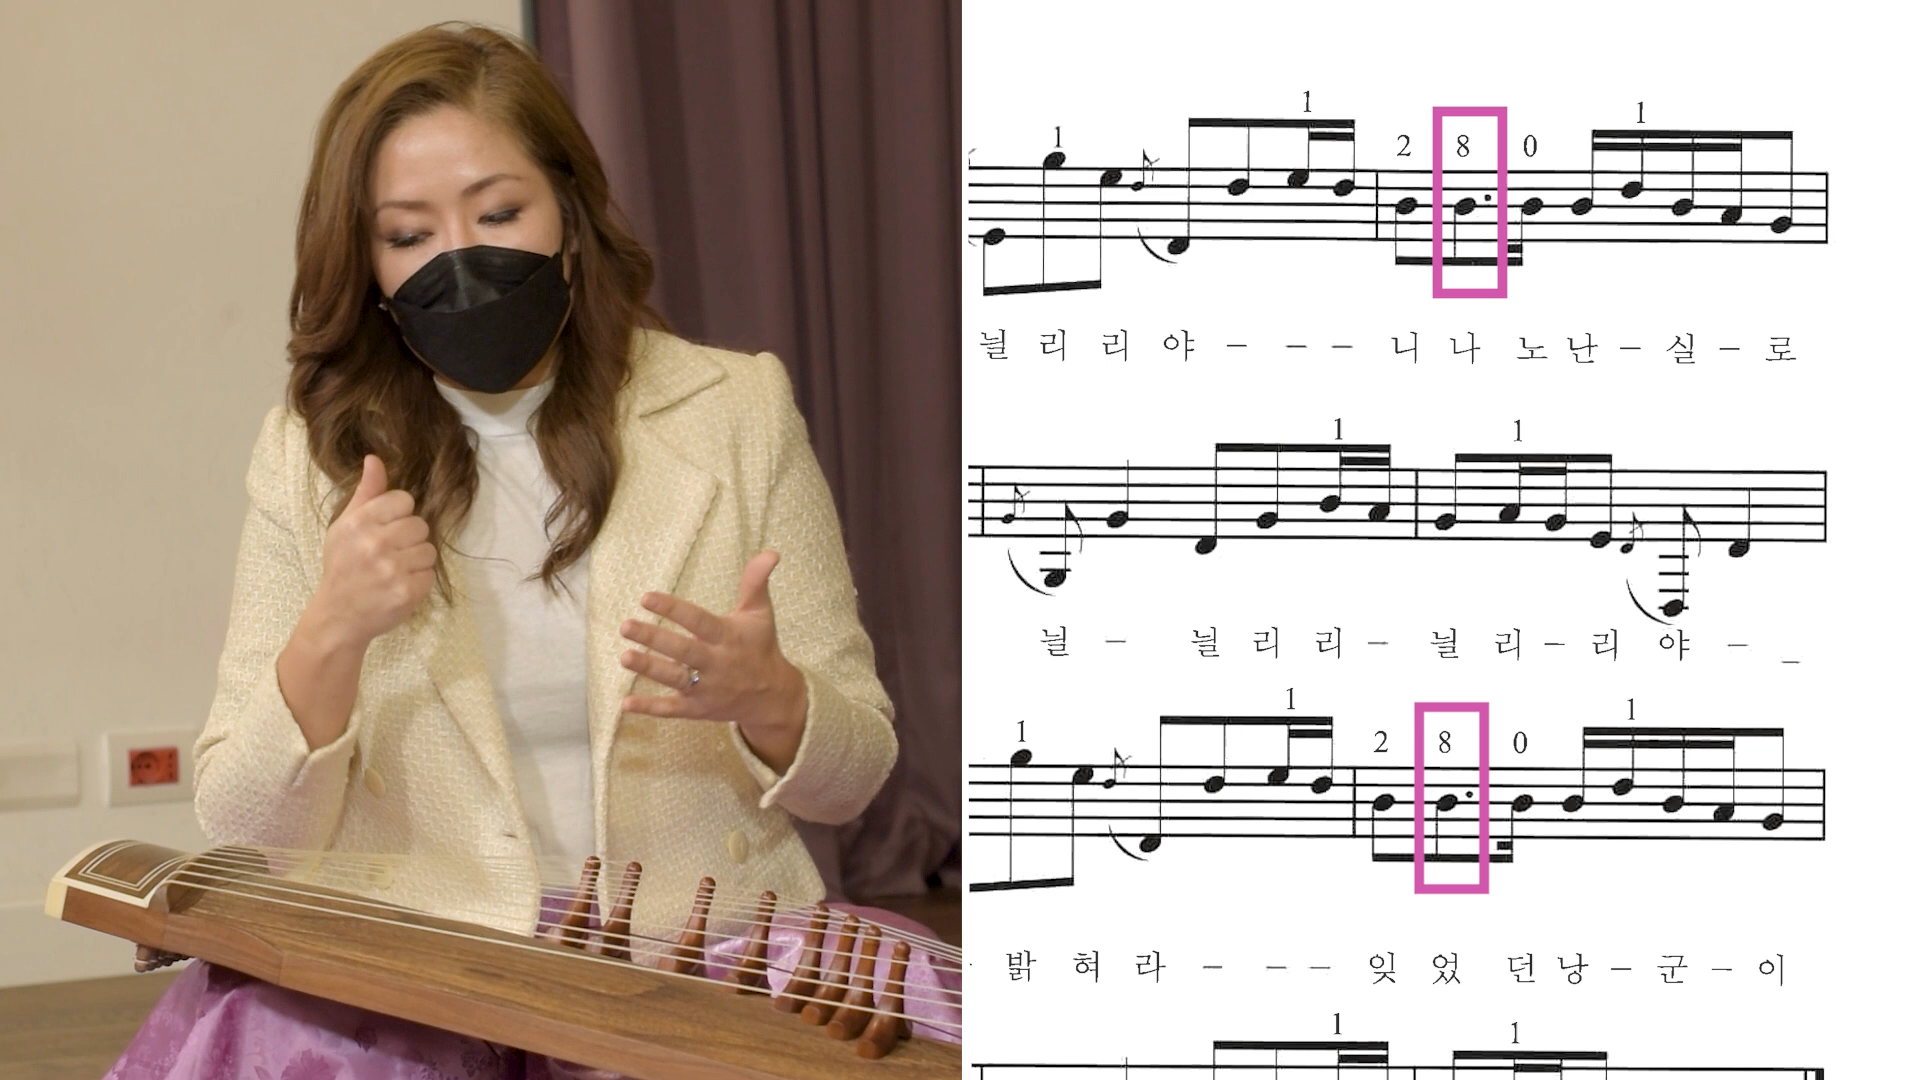 1 1 2 8 0 1
닐 리 리 야 - - - 니 나 노 난 - 실 - 로
1 1
닐 - 닐 리 리 - 닐 리 - 리 야 - -
1 1 2 8 0 1
밝 혀 라 - - - 잊 었 던 낭 - 군 - 이
1 1